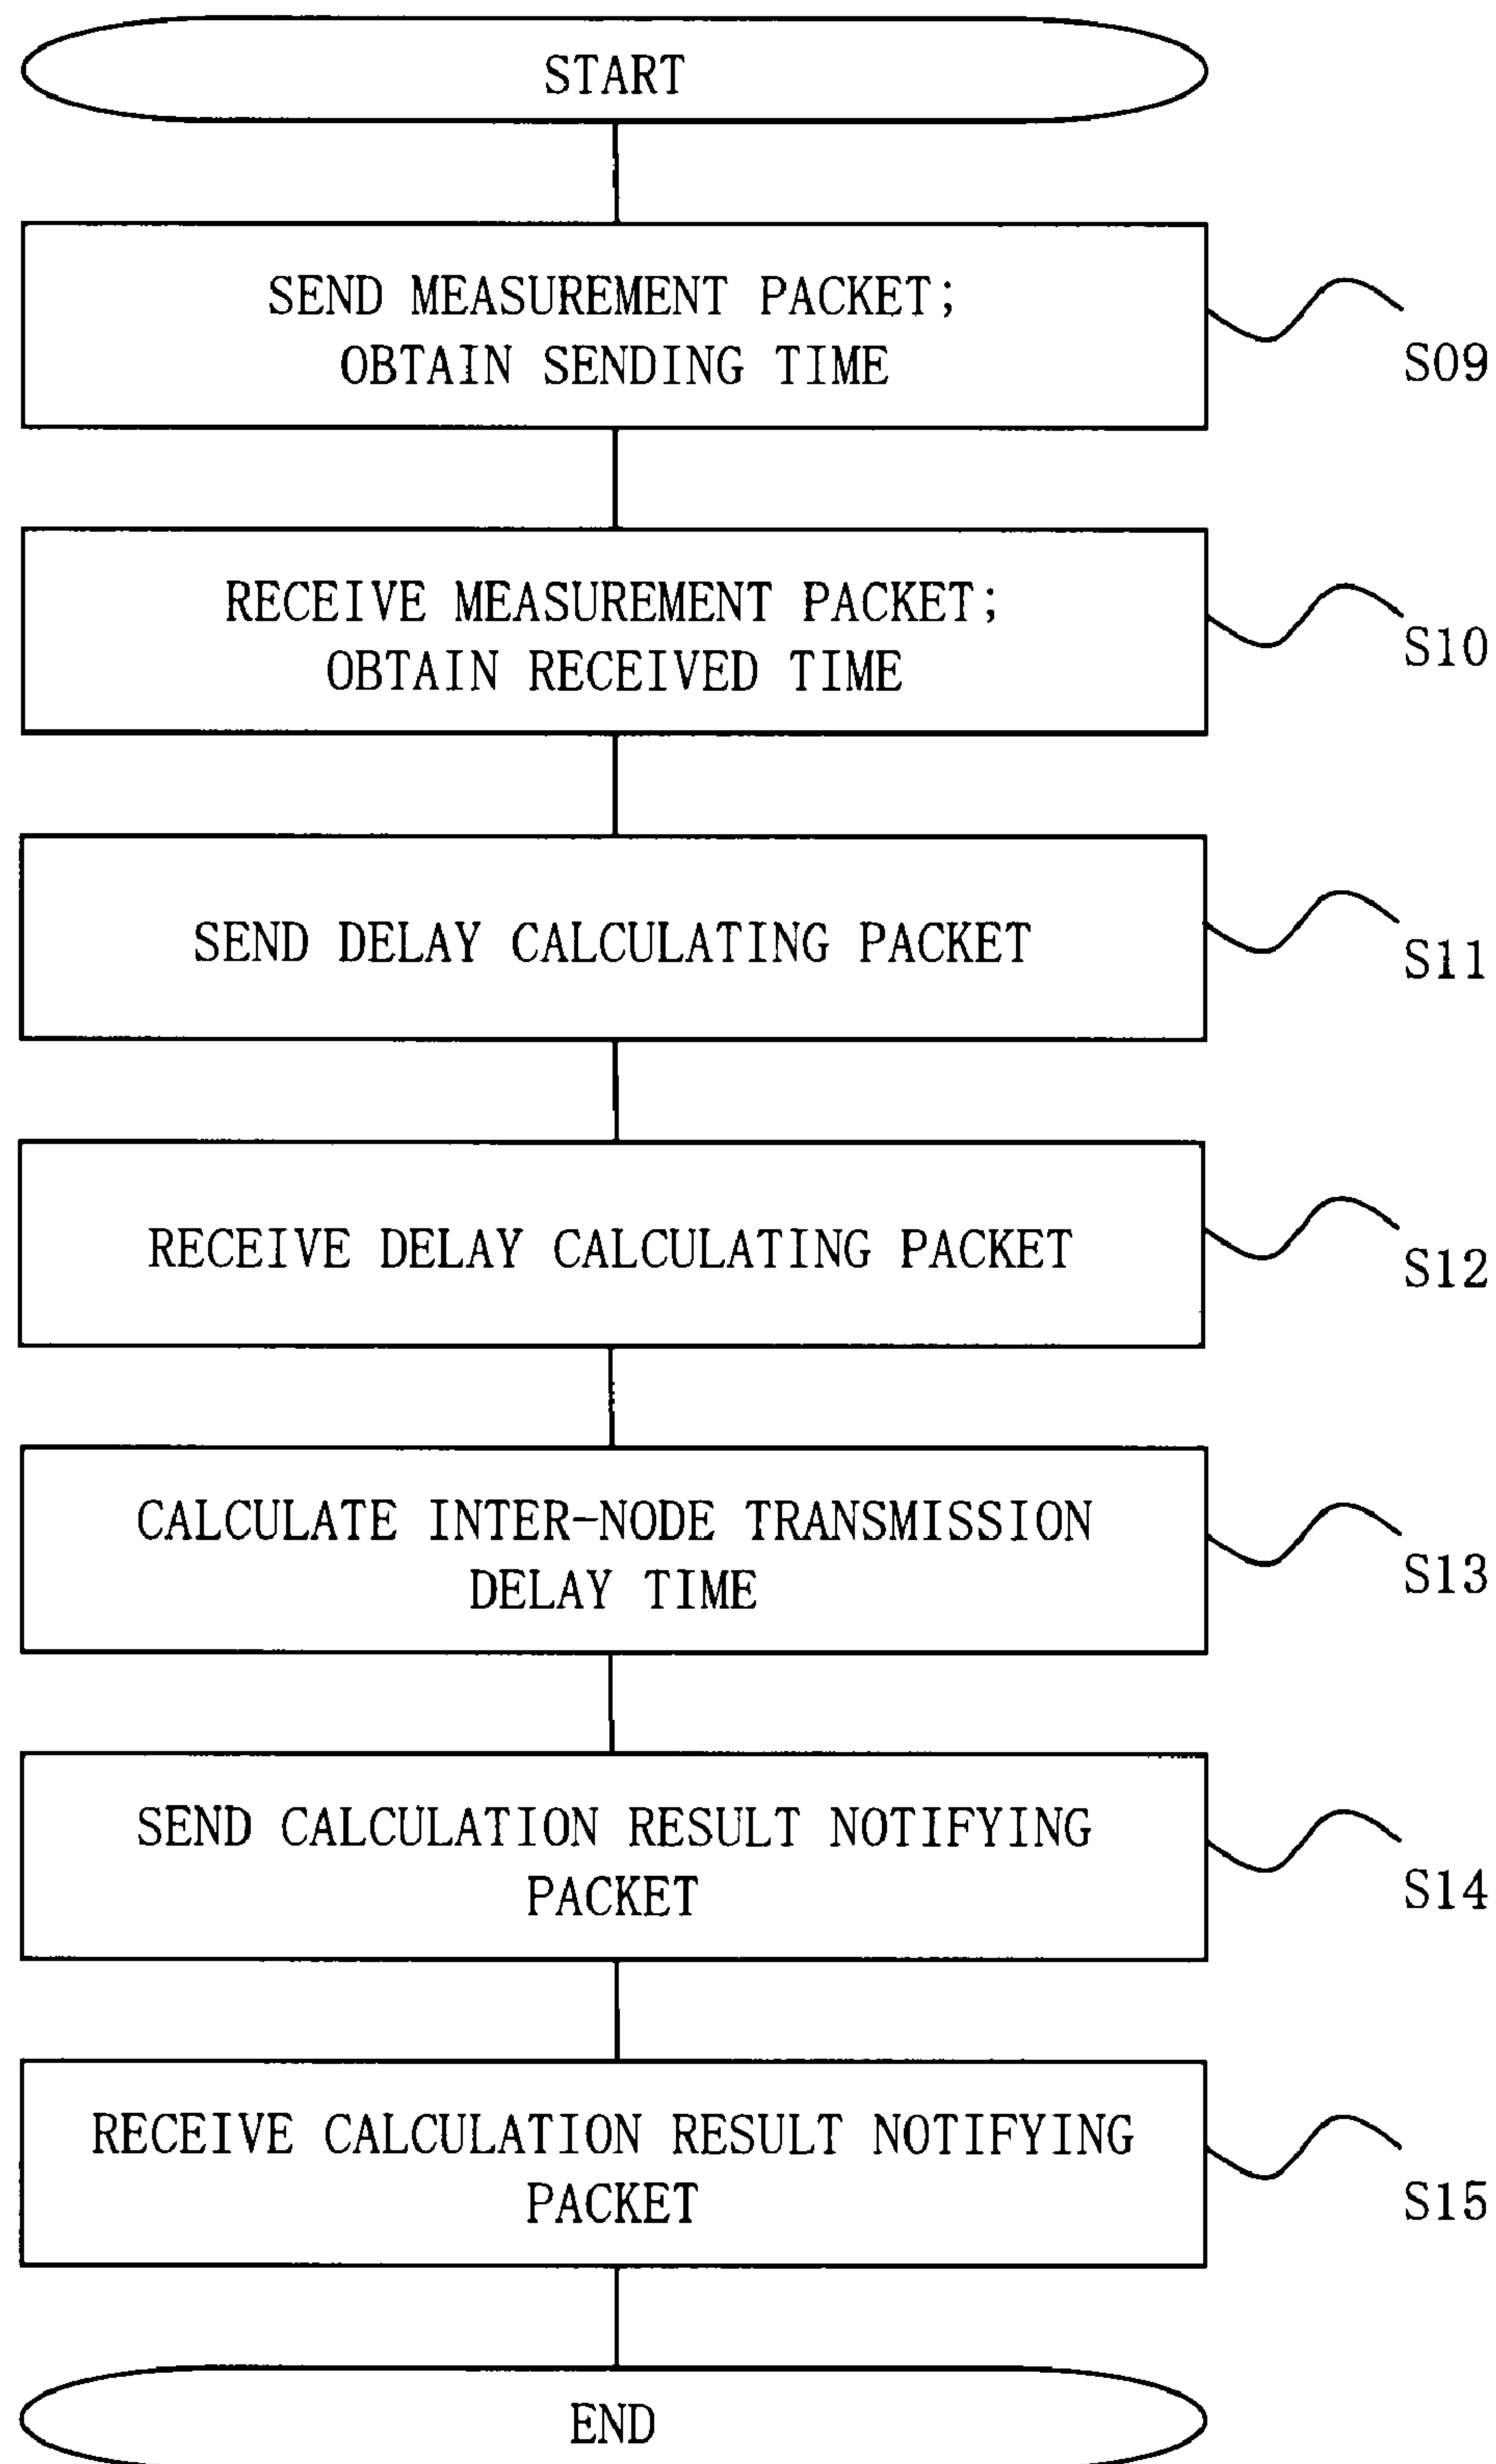 START
SEND MEASUREMENT PACKET;
OBTAIN SENDING TIME
S09
RECEIVE MEASUREMENT PACKET;
OBTAIN RECEIVED TIME
S10
SEND DELAY CALCULATING PACKET
S11
RECEIVE DELAY CALCULATING PACKET
S12
CALCULATE INTER-NODE TRANSMISSION
DELAY TIME
S13
SEND CALCULATION RESULT NOTIFYING
PACKET
S14
RECEIVE CALCULATION RESULT NOTIFYING
PACKET
S15
END